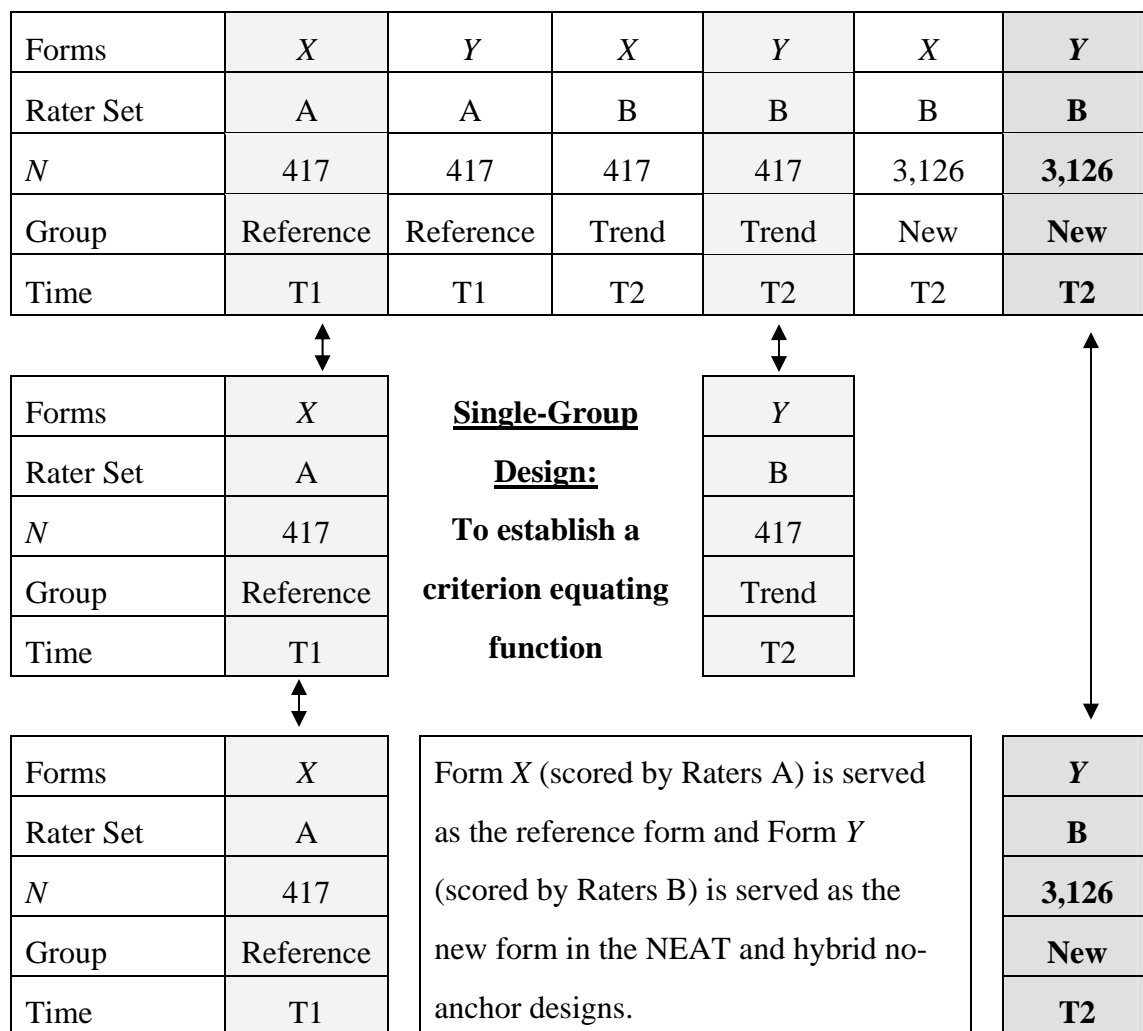 Forms X Y X Y X Y
Rater Set A A B B B B
N 417 417 417 417 3,126 3,126
Group Reference Reference Trend Trend New New
Time T1 T1 T2 T2 T2 T2
Forms X Single-Group Y
Rater Set A Design: B
N 417 To establish a 417
Group Reference criterion equating Trend
Time T1 function T2
Forms X
Rater Set A
N 417
Group Reference
Time T1
Form X (scored by Raters A) is served
as the reference form and Form Y
(scored by Raters B) is served as the
new form in the NEAT and hybrid no-
anchor designs.
Y
B
3,126
New
T2